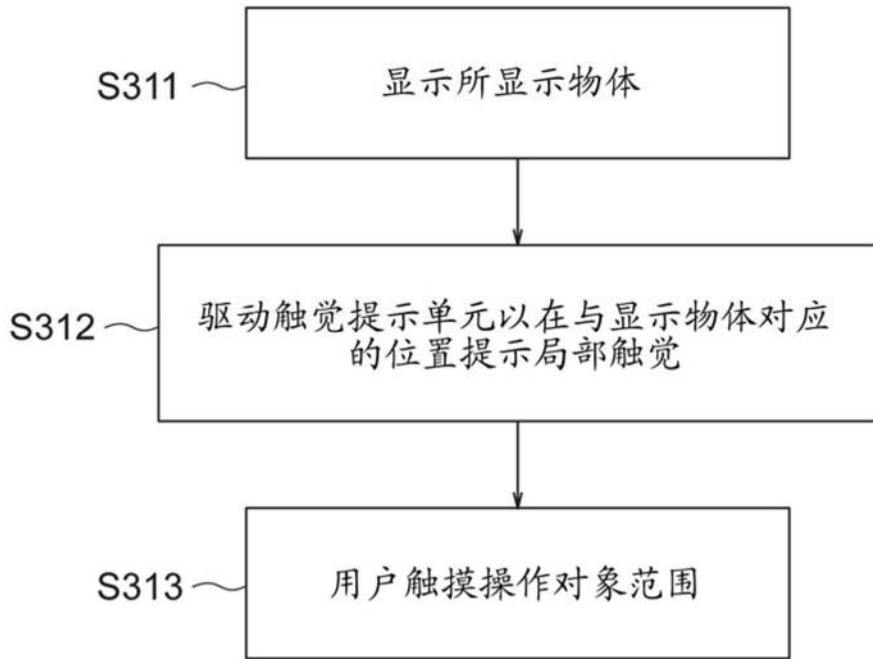 S311
显示所显示物体
S312
驱动触觉提示单元以在与显示物体对应
的位置提示局部触觉
S313
用户触摸操作对象范围